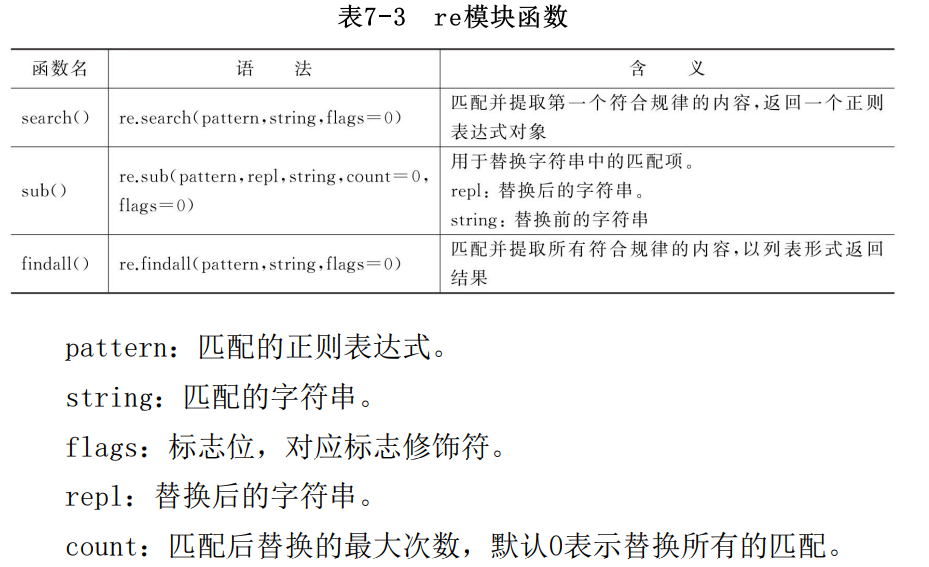 表7-3 re模块函数
函数名 语 法 含 义
search() re.search(pattern,string,flags=0) 匹配并提取第一个符合规律的内容,返回一个正则
表达式对象
sub() re.sub(pattern,repl,string,count=0,
flags=0) 用于替换字符串中的匹配项。
repl: 替换后的字符串。
string: 替换前的字符串
findall() re.findall(pattern,string,flags=0) 匹配并提取所有符合规律的内容,以列表形式返回
结果
pattern：匹配的正则表达式。
string：匹配的字符串。
flags：标志位，对应标志修饰符。
repl：替换后的字符串。
count：匹配后替换的最大次数，默认0表示替换所有的匹配。